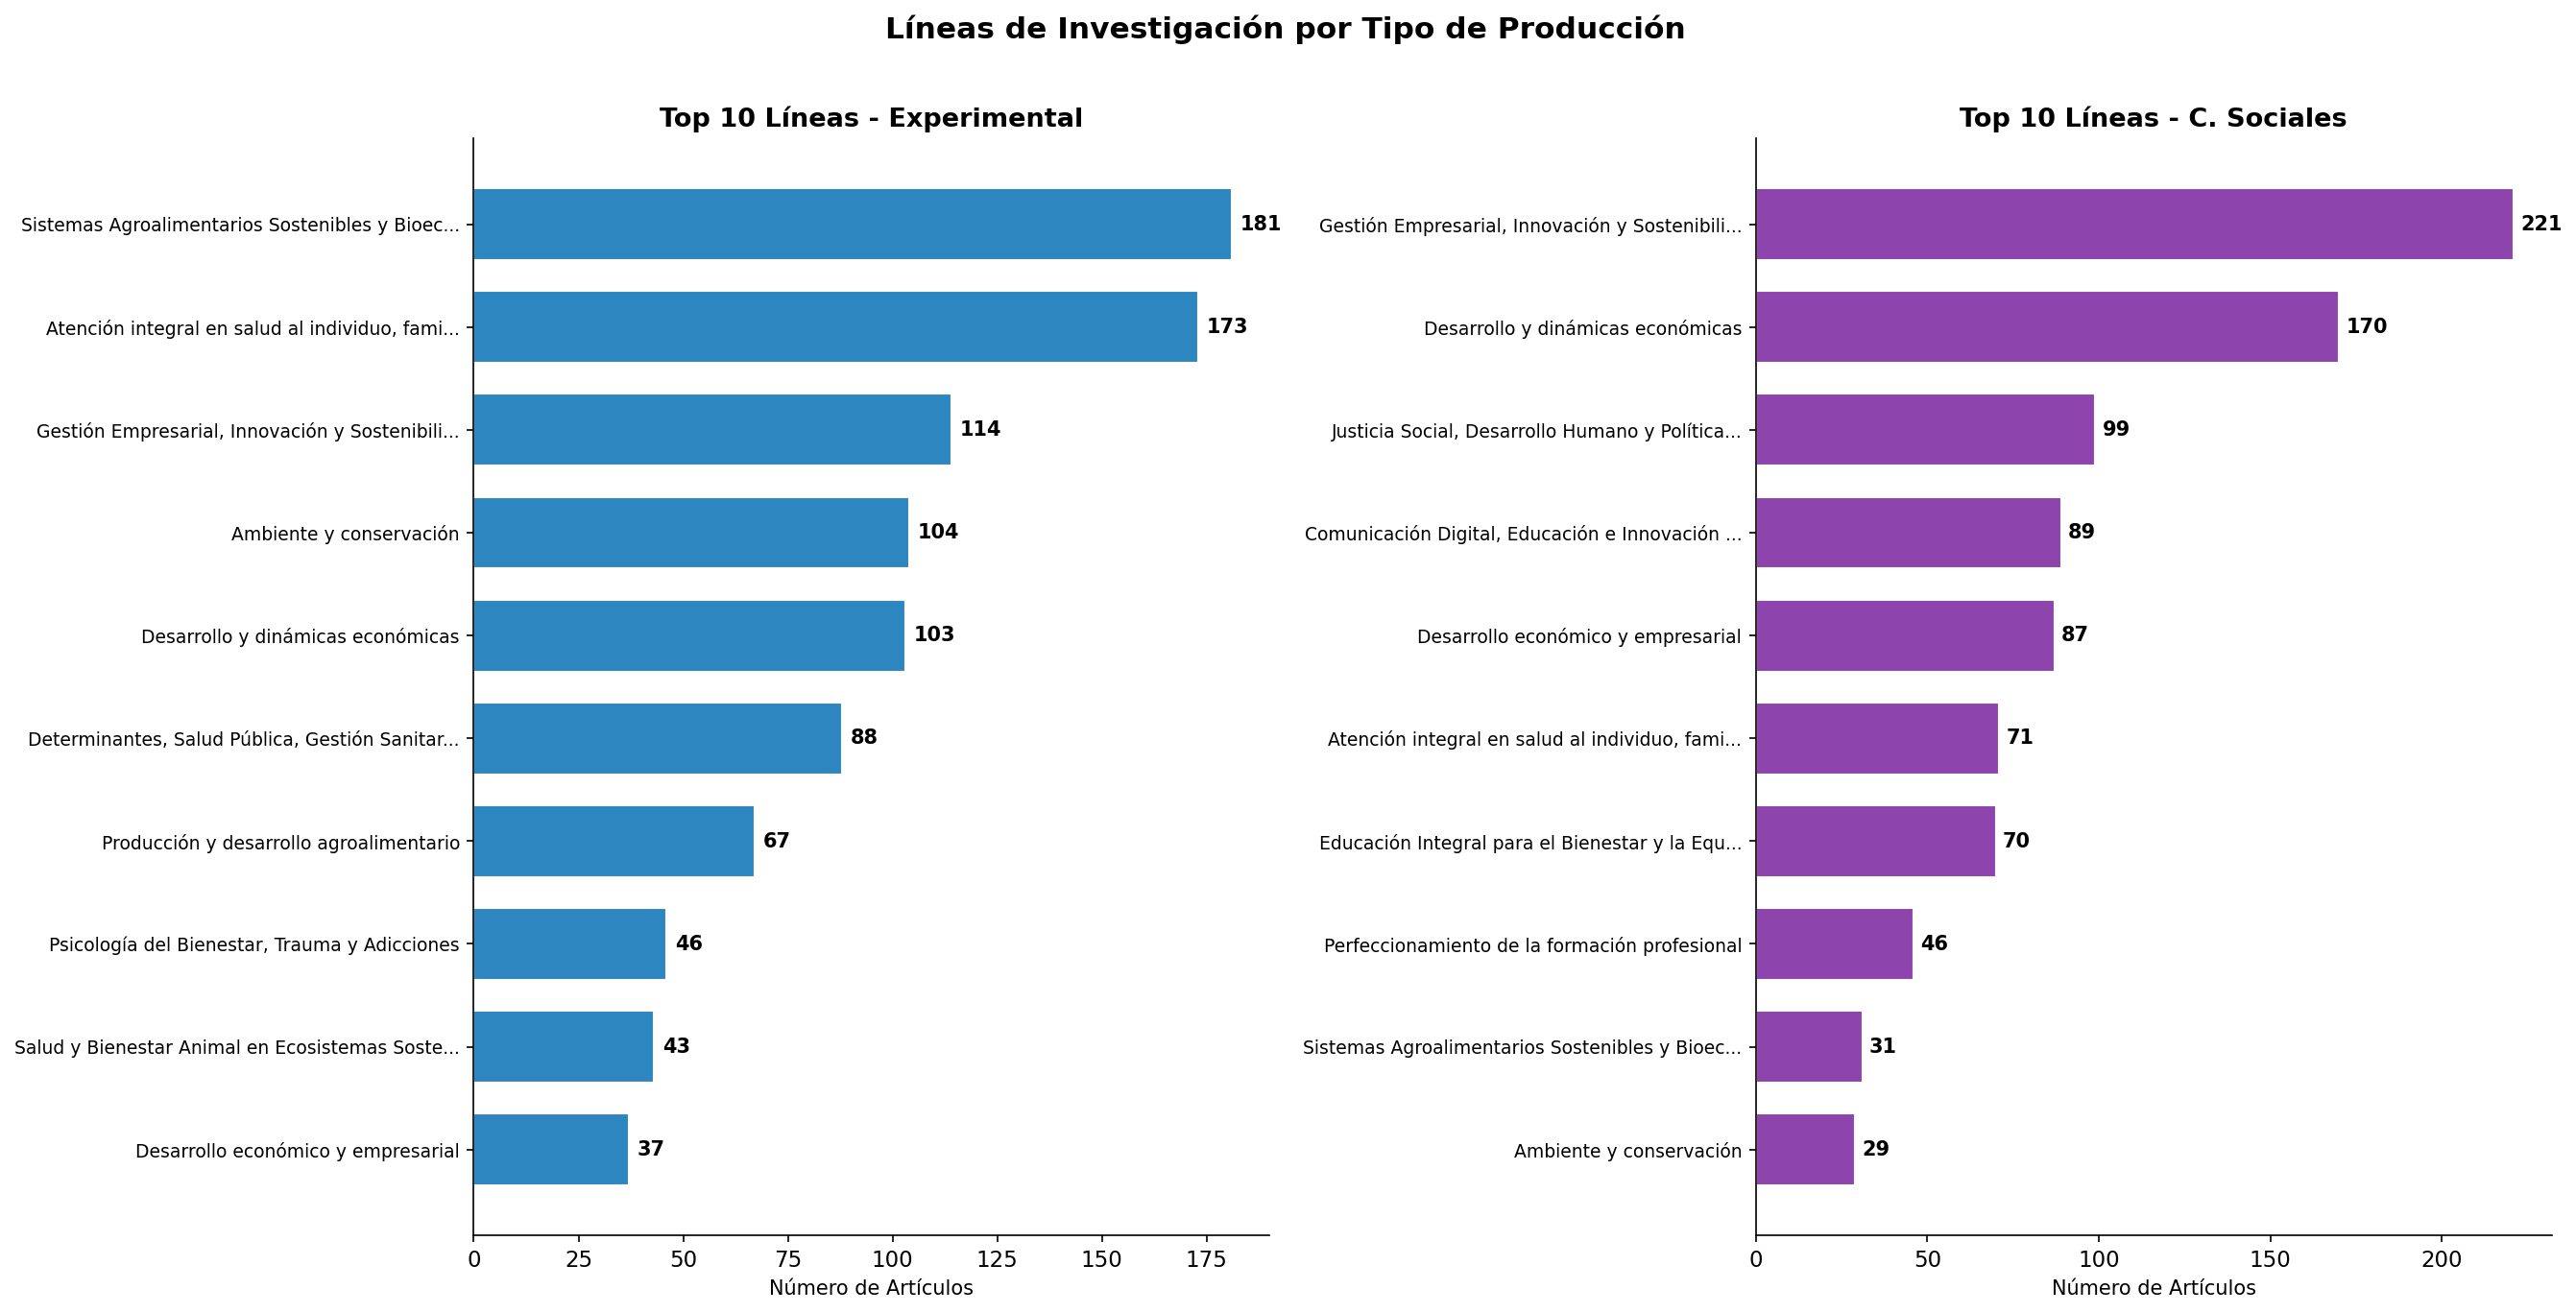 Líneas de Investigación por Tipo de Producción
Top 10 Líneas - Experimental
Sistemas Agroalimentarios Sostenibles y Bioec... 181
Atención integral en salud al individuo, fami... 173
Gestión Empresarial, Innovación y Sostenibili... 114
Ambiente y conservación 104
Desarrollo y dinámicas económicas 103
Determinantes, Salud Pública, Gestión Sanitar... 88
Producción y desarrollo agroalimentario 67
Psicología del Bienestar, Trauma y Adicciones 46
Salud y Bienestar Animal en Ecosistemas Soste... 43
Desarrollo económico y empresarial 37
0 25 50 75 100 125 150 175
Número de Artículos
Top 10 Líneas - C. Sociales
Gestión Empresarial, Innovación y Sostenibili... 221
Desarrollo y dinámicas económicas 170
Justicia Social, Desarrollo Humano y Política... 99
Comunicación Digital, Educación e Innovación ... 89
Desarrollo económico y empresarial 87
Atención integral en salud al individuo, fami... 71
Educación Integral para el Bienestar y la Equ... 70
Perfeccionamiento de la formación profesional 46
Sistemas Agroalimentarios Sostenibles y Bioec... 31
Ambiente y conservación 29
0 50 100 150 200
Número de Artículos